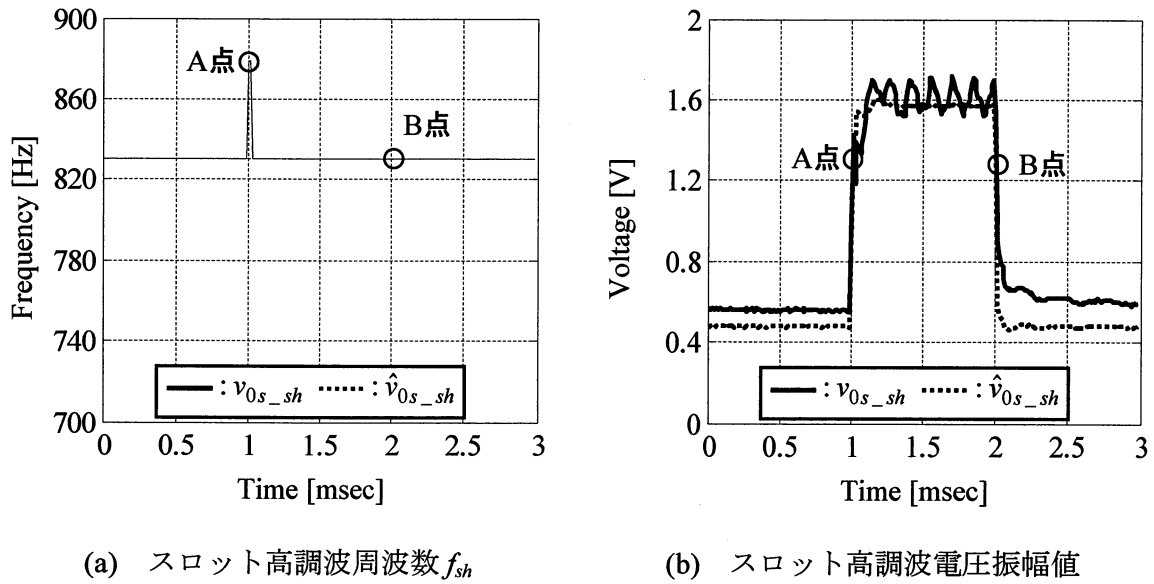 900
860
820
780
740
700
Frequency [Hz]
A点
B点
: v0s_sh : v̂0s_sh
0 0.5 1 1.5 2 2.5 3
Time [msec]
(a) スロット高調波周波数 fsh
2
1.6
1.2
0.8
0.4
0
Voltage [V]
A点
B点
: v0s_sh : v̂0s_sh
0 0.5 1 1.5 2 2.5 3
Time [msec]
(b) スロット高調波電圧振幅値